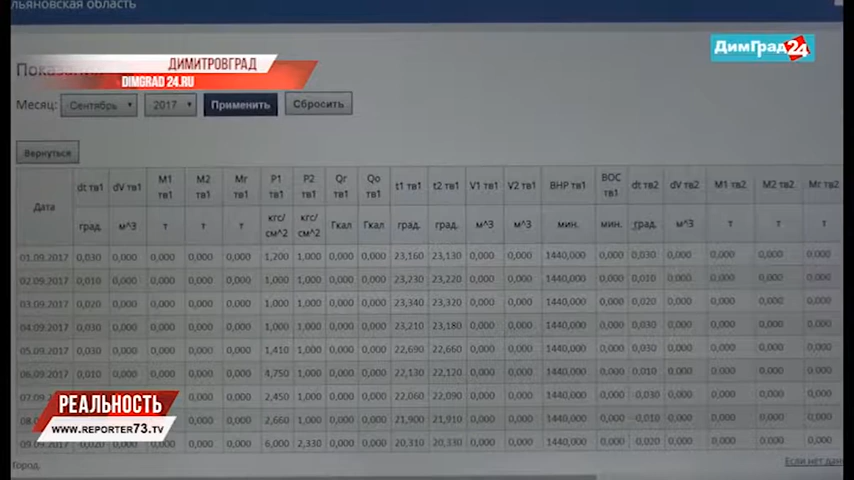 льяновская область
ДИМИТРОВГРАД
DIMGRAD 24.RU
ДимГрад24
Месяц: Сентябрь 2017 Применить Сбросить
Вернуться
Дата dt тв1 dV тв1 M1 тв1 M2 тв1 Mг тв1 P1 тв1 P2 тв1 Qг тв1 Qо тв1 t1 тв1 t2 тв1 V1 тв1 V2 тв1 ВНР тв1 ВОС тв1 dt тв2 dV тв2 M1 тв2 M2 тв2 Mг тв2
град. м^3 т т т кгс/см^2 кгс/см^2 Гкал Гкал град. град. м^3 м^3 мин. мин. град. м^3 т т т
01.09.2017 0,030 0,000 0,000 0,000 0,000 1,200 1,000 0,000 0,000 23,160 23,130 0,000 0,000 1440,000 0,000 0,030 0,000 0,000 0,000 0,000
02.09.2017 0,010 0,000 0,000 0,000 0,000 1,000 1,000 0,000 0,000 23,230 23,220 0,000 0,000 1440,000 0,000 0,010 0,000 0,000 0,000 0,000
03.09.2017 0,020 0,000 0,000 0,000 0,000 1,000 1,000 0,000 0,000 23,340 23,320 0,000 0,000 1440,000 0,000 0,020 0,000 0,000 0,000 0,000
04.09.2017 0,030 0,000 0,000 0,000 0,000 1,000 1,000 0,000 0,000 23,210 23,180 0,000 0,000 1440,000 0,000 0,030 0,000 0,000 0,000 0,000
05.09.2017 0,030 0,000 0,000 0,000 0,000 1,410 1,000 0,000 0,000 22,690 22,660 0,000 0,000 1440,000 0,000 0,030 0,000 0,000 0,000 0,000
06.09.2017 0,010 0,000 0,000 0,000 0,000 4,750 1,000 0,000 0,000 22,130 22,120 0,000 0,000 1440,000 0,000 0,010 0,000 0,000 0,000 0,000
0,000 0,000 2,450 1,000 0,000 0,000 22,060 22,090 0,000 0,000 1440,000 0,000 -0,030 0,000 0,000 0,000 0,000
0,000 0,000 2,660 1,000 0,000 0,000 21,900 21,910 0,000 0,000 1440,000 0,000 -0,010 0,000 0,000 0,000 0,000
0,000 0,000 0,000 6,000 2,330 0,000 0,000 20,310 20,330 0,000 0,000 1440,000 0,000 -0,020 0,000 0,000 0,000 0,000
РЕАЛЬНОСТЬ
WWW.REPORTER73.TV
Город
Если нет дан